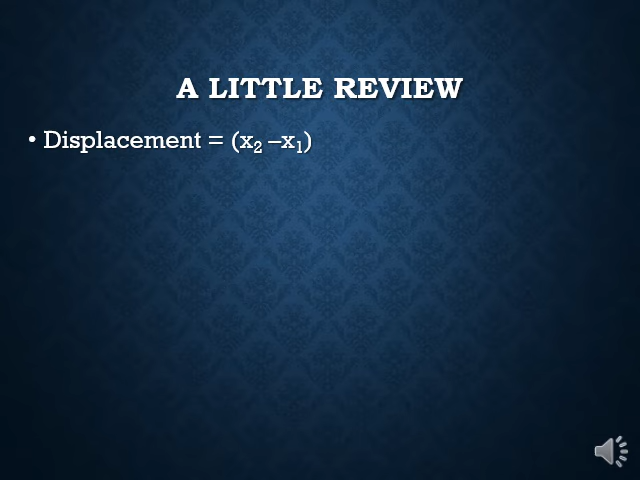 A LITTLE REVIEW
• Displacement = (x₂ –x₁)